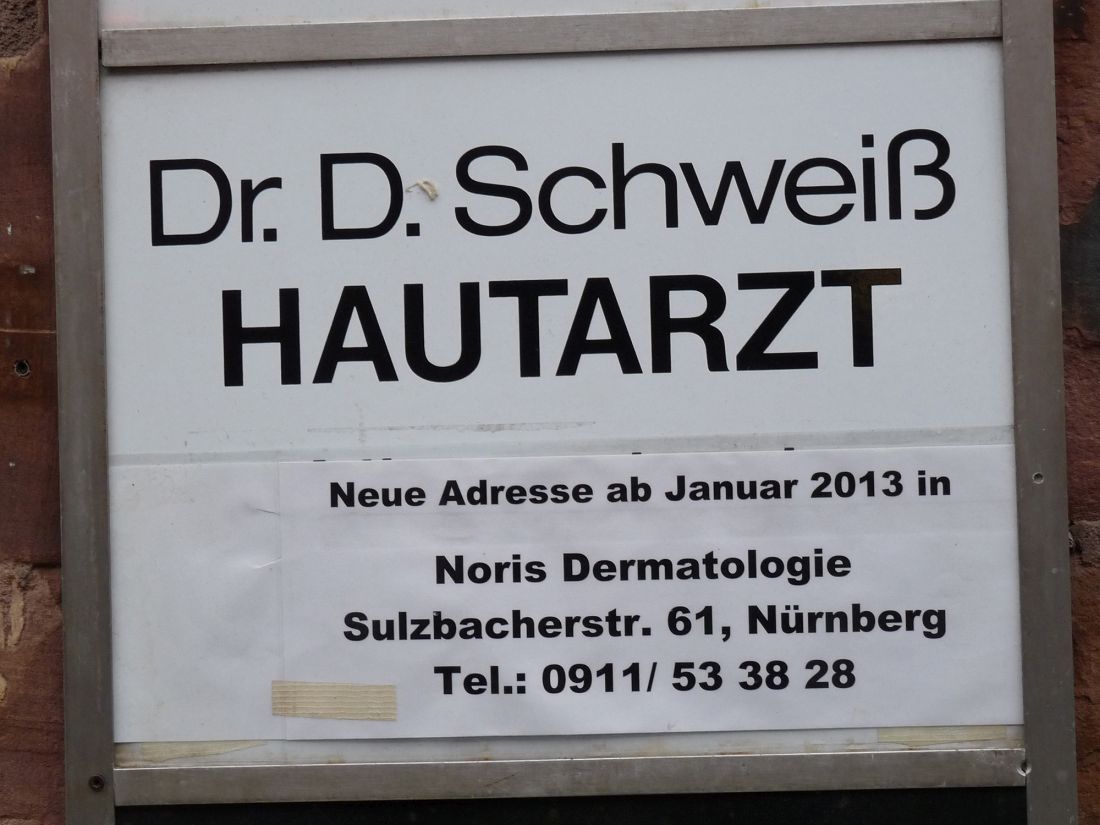 Dr. D. Schweiß
HAUTARZT
Neue Adresse ab Januar 2013 in
Noris Dermatologie
Sulzbacherstr. 61, Nürnberg
Tel.: 0911/ 53 38 28